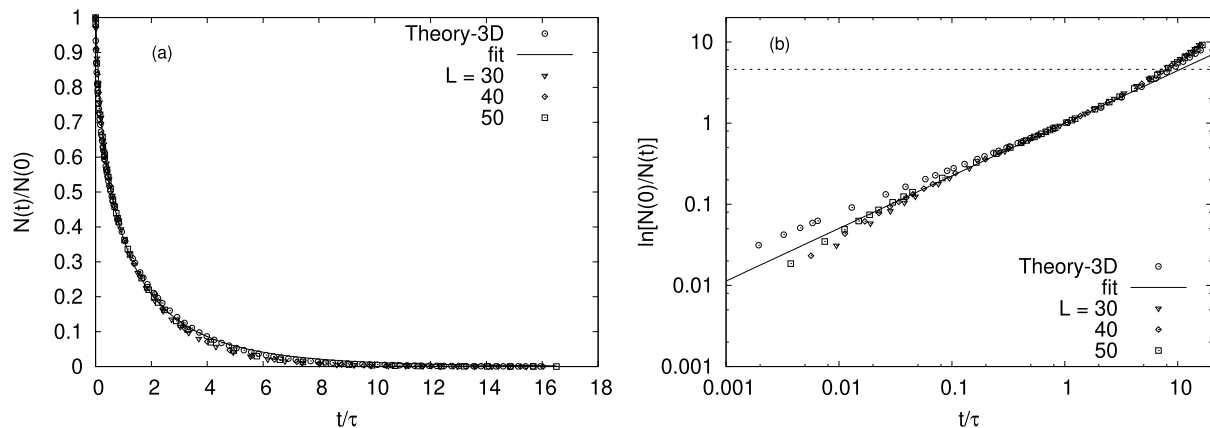 (a)
Theory-3D
fit
L = 30
40
50
N(t)/N(0)
1
0.9
0.8
0.7
0.6
0.5
0.4
0.3
0.2
0.1
0
0 2 4 6 8 10 12 14 16 18
t/τ
(b)
ln[N(0)/N(t)]
10
1
0.1
0.01
0.001
Theory-3D
fit
L = 30
40
50
0.001 0.01 0.1 1 10
t/τ